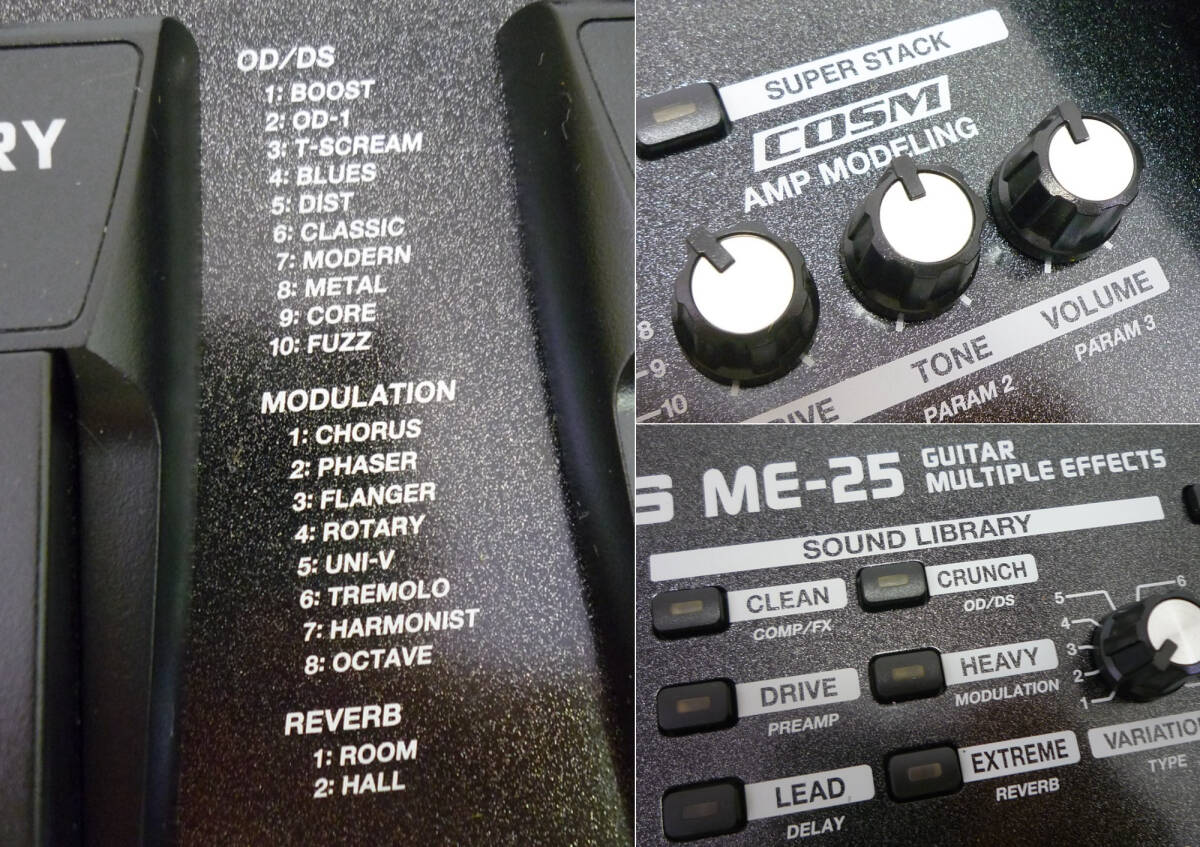 RY
OD/DS
1: BOOST
2: OD-1
3: T-SCREAM
4: BLUES
5: DIST
6: CLASSIC
7: MODERN
8: METAL
9: CORE
10: FUZZ
MODULATION
1: CHORUS
2: PHASER
3: FLANGER
4: ROTARY
5: UNI-V
6: TREMOLO
7: HARMONIST
8: OCTAVE
REVERB
1: ROOM
2: HALL
SUPER STACK
COSM
AMP MODELING
8
9
10
RIVE TONE VOLUME
PARAM 2 PARAM 3
S ME-25 GUITAR
MULTIPLE EFFECTS
SOUND LIBRARY
CLEAN CRUNCH
COMP/FX OD/DS
DRIVE HEAVY
PREAMP MODULATION
LEAD EXTREME
DELAY REVERB
6
5
4
3
2
1
VARIATIO
TYPE